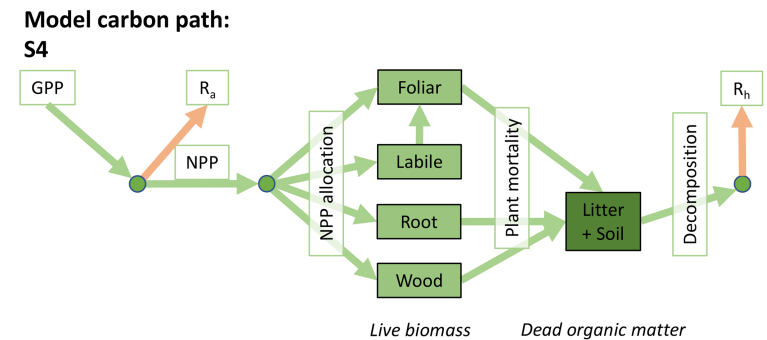 Model carbon path:
S4
GPP
Ra
NPP
NPP allocation
Foliar
Labile
Root
Wood
Plant mortality
Litter
+ Soil
Decomposition
Rh
Live biomass
Dead organic matter